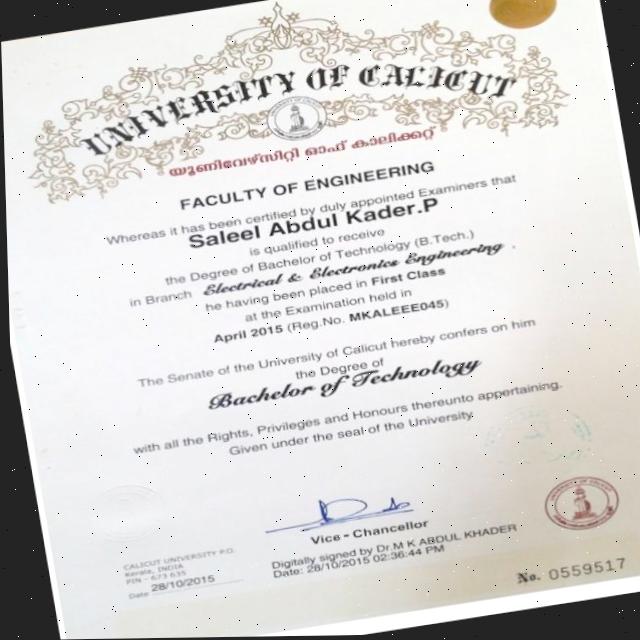 UNIVERSITY OF CALICUT
യൂണിവേഴ്സിറ്റി ഓഫ് കാലിക്കറ്റ്
FACULTY OF ENGINEERING
Whereas it has been certified by duly appointed Examiners that
Saleel Abdul Kader.P
is qualified to receive
the Degree of Bachelor of Technology (B.Tech.)
in Branch Electrical & Electronics Engineering .
he having been placed in First Class
at the Examination held in
April 2015 (Reg.No. MKALEEE045)
The Senate of the University of Calicut hereby confers on him
the Degree of
Bachelor of Technology
with all the Rights, Privileges and Honours thereunto appertaining.
Given under the seal of the University.
Vice - Chancellor
Digitally signed by Dr.M K ABDUL KHADER
Date: 28/10/2015 02:36:44 PM
CALICUT UNIVERSITY P.O.
Kerala, INDIA
PIN - 673 635
Date 28/10/2015
No. 0559517